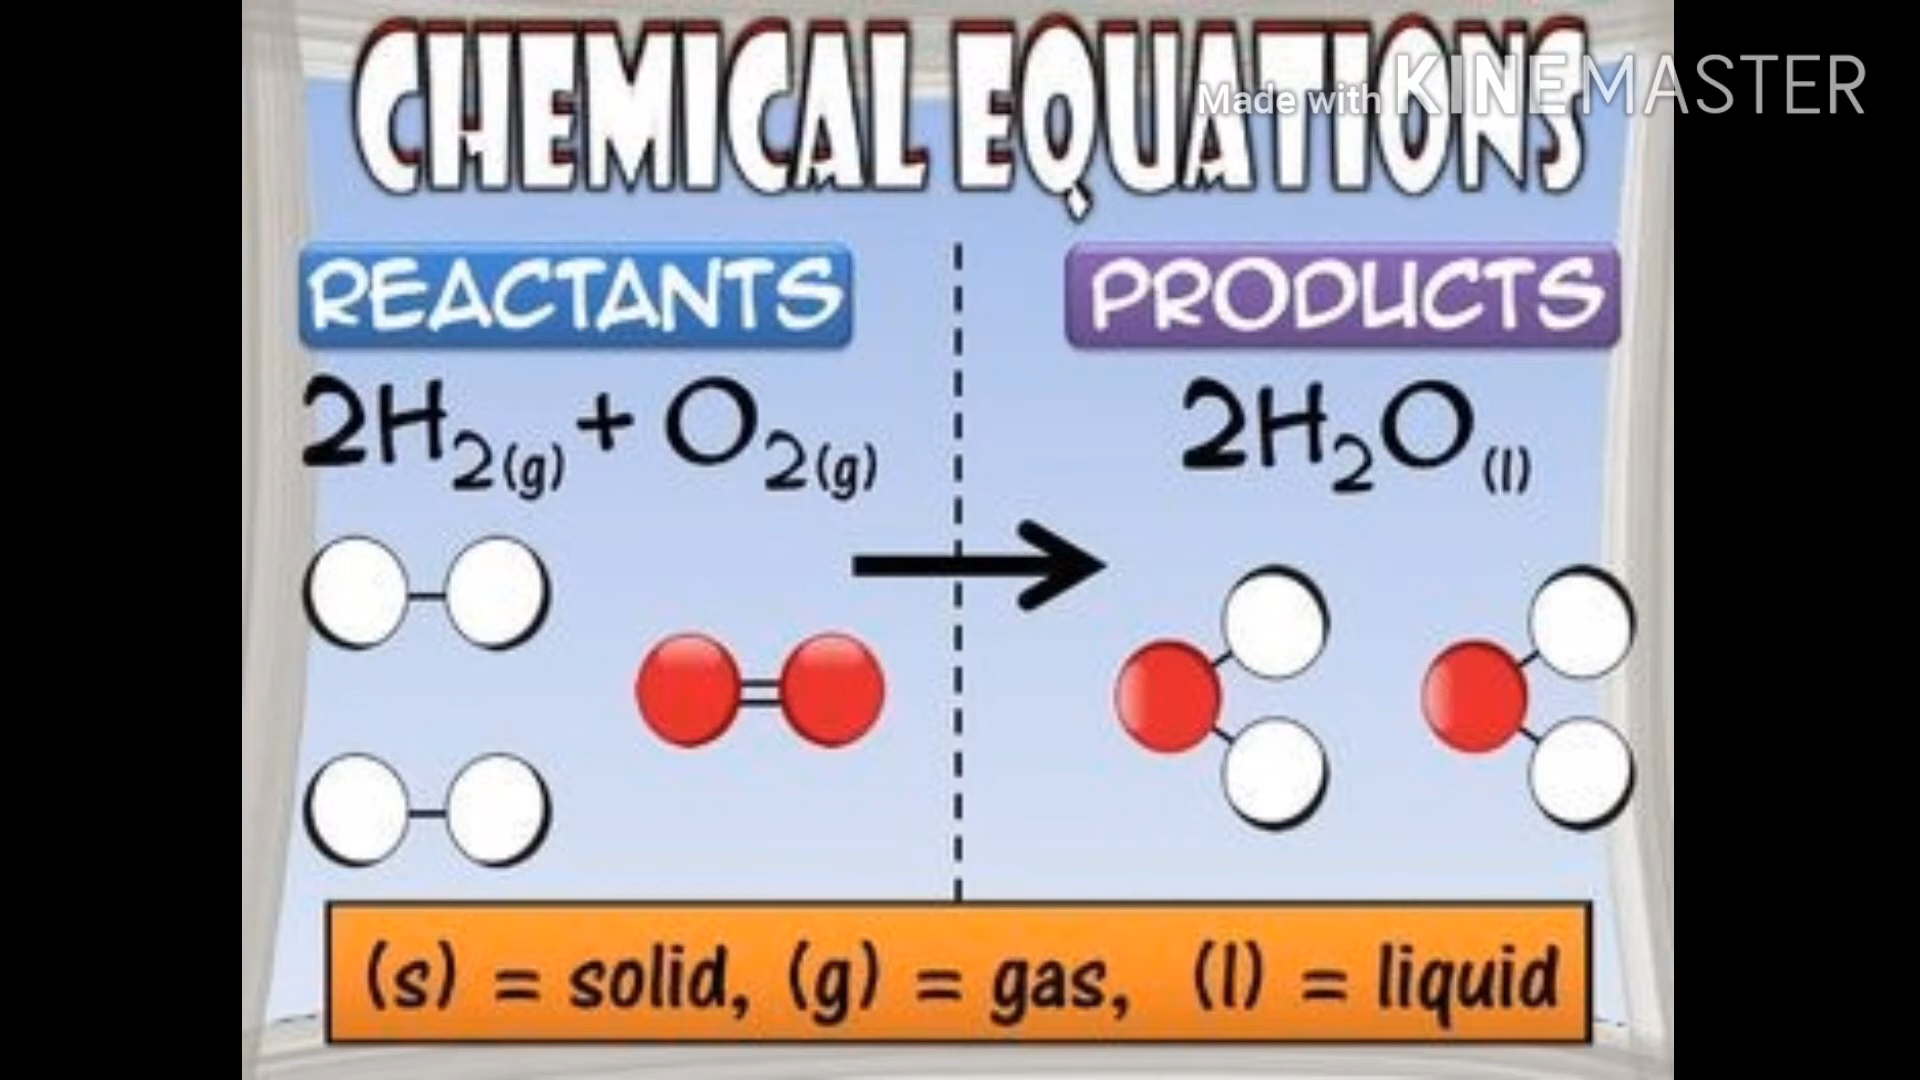 CHEMICAL EQUATIONS
Made with KINEMASTER
REACTANTS
PRODUCTS
2H₂(g) + O₂(g)
2H₂O(l)
(s) = solid, (g) = gas, (l) = liquid